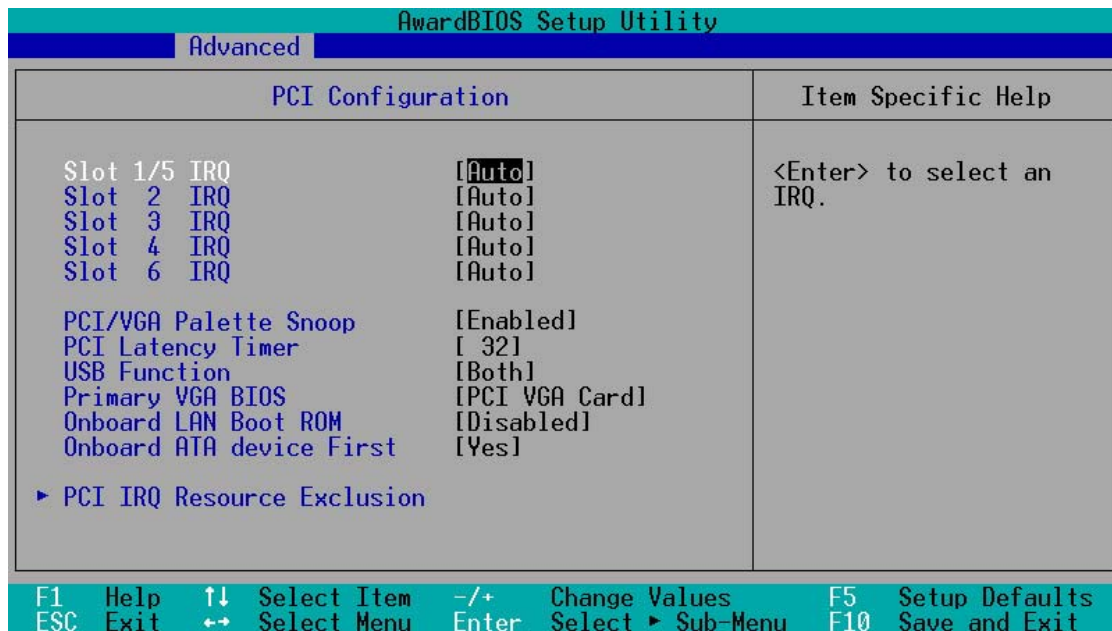 AwardBIOS Setup Utility
Advanced
PCI Configuration
Item Specific Help
Slot 1/5 IRQ [Auto]
Slot 2 IRQ [Auto]
Slot 3 IRQ [Auto]
Slot 4 IRQ [Auto]
Slot 6 IRQ [Auto]
PCI/VGA Palette Snoop [Enabled]
PCI Latency Timer [ 32]
USB Function [Both]
Primary VGA BIOS [PCI VGA Card]
Onboard LAN Boot ROM [Disabled]
Onboard ATA device First [Yes]
► PCI IRQ Resource Exclusion
<Enter> to select an
IRQ.
F1 Help ↑↓ Select Item -/+ Change Values F5 Setup Defaults
ESC Exit ←→ Select Menu Enter Select ► Sub-Menu F10 Save and Exit